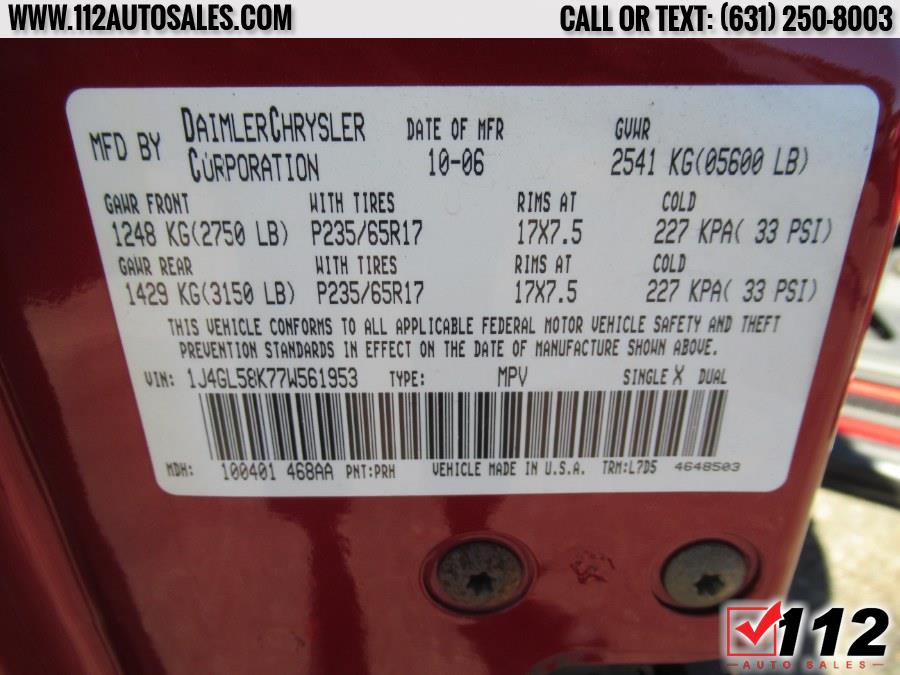 WWW.112AUTOSALES.COM CALL OR TEXT: (631) 250-8003
MFD BY DAIMLERCHRYSLER CORPORATION DATE OF MFR 10-06 GVWR 2541 KG(05600 LB)
GAWR FRONT WITH TIRES RIMS AT COLD
1248 KG(2750 LB) P235/65R17 17X7.5 227 KPA( 33 PSI)
GAWR REAR WITH TIRES RIMS AT COLD
1429 KG(3150 LB) P235/65R17 17X7.5 227 KPA( 33 PSI)
THIS VEHICLE CONFORMS TO ALL APPLICABLE FEDERAL MOTOR VEHICLE SAFETY AND THEFT
PREVENTION STANDARDS IN EFFECT ON THE DATE OF MANUFACTURE SHOWN ABOVE.
VIN: 1J4GL58K77W561953 TYPE: MPV SINGLE X DUAL
MDH: 100401 468AA PNT:PRH VEHICLE MADE IN U.S.A. TRM:L7D5 4648503
112
AUTO SALES